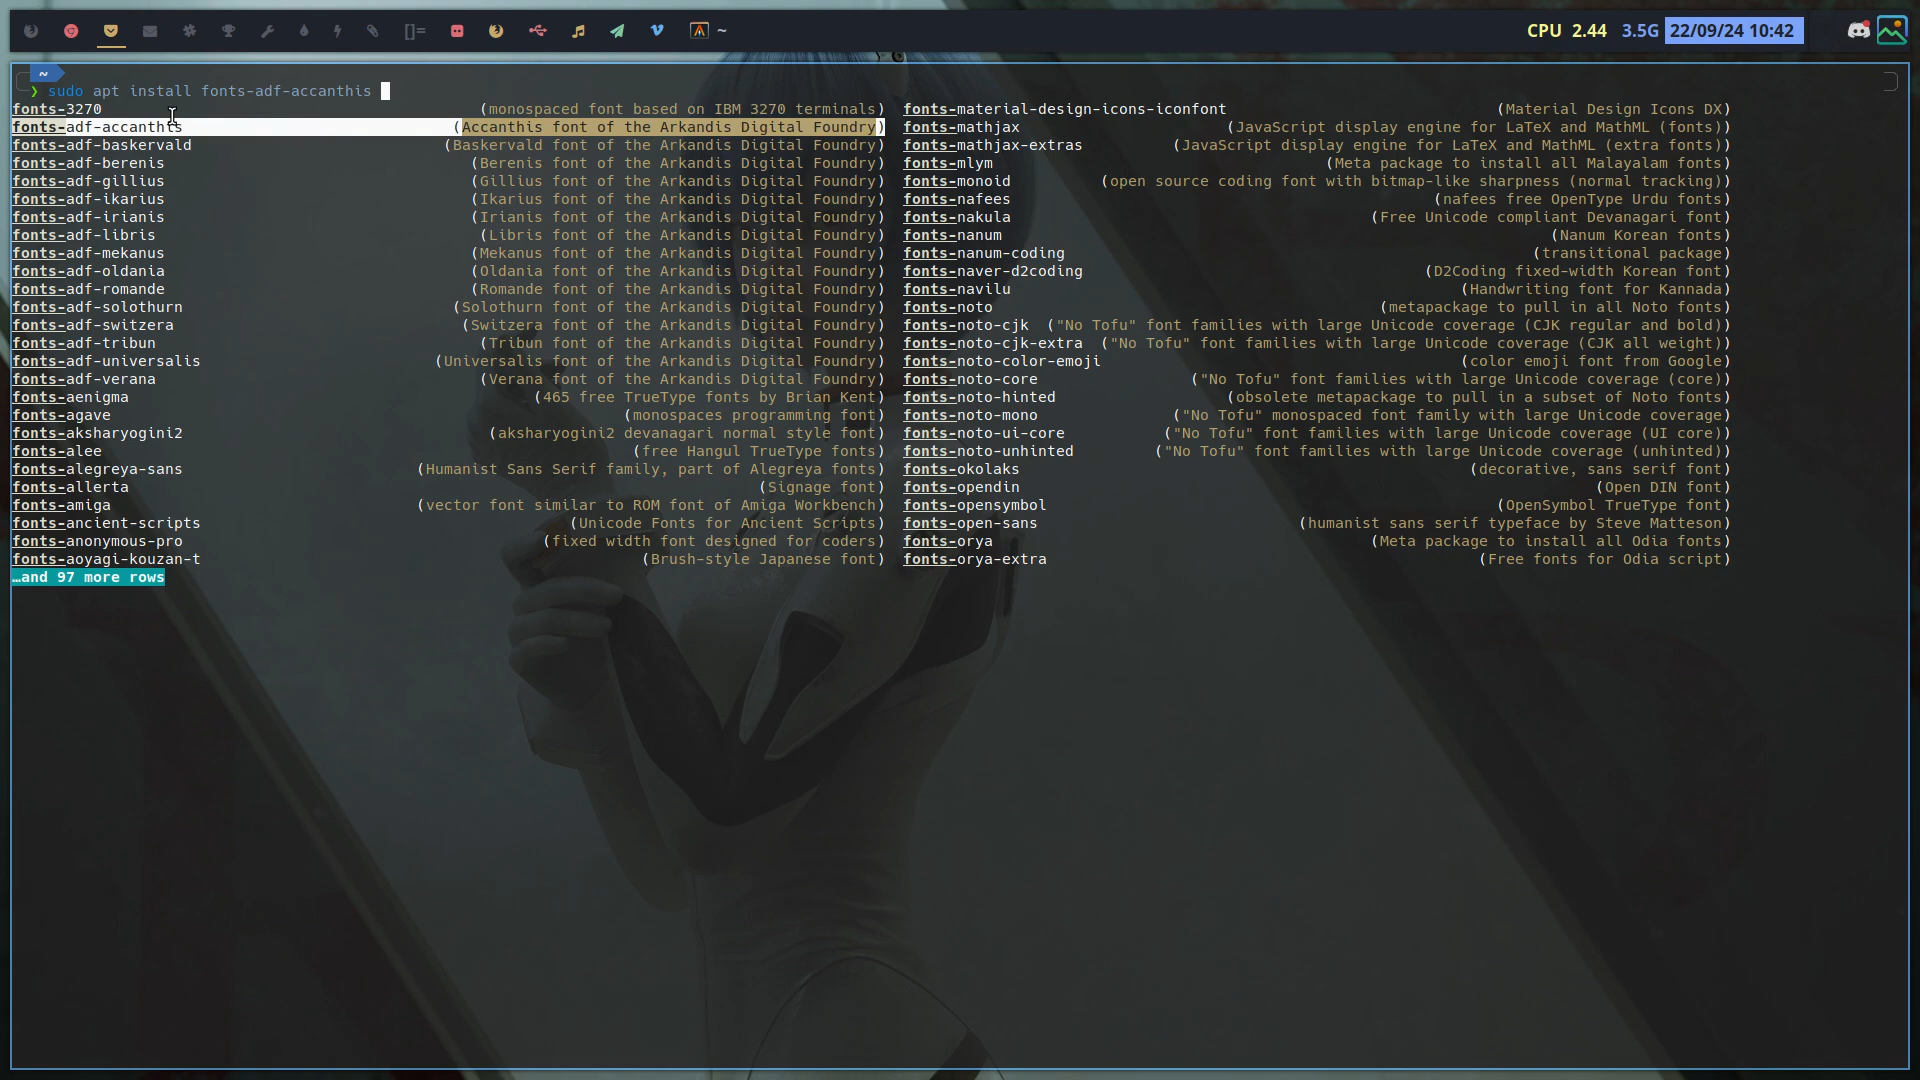 []= ~ CPU 2.44 3.5G 22/09/24 10:42
~
❯ sudo apt install fonts-adf-accanthis
fonts-3270 (monospaced font based on IBM 3270 terminals) fonts-material-design-icons-iconfont (Material Design Icons DX)
fonts-adf-accanthis (Accanthis font of the Arkandis Digital Foundry) fonts-mathjax (JavaScript display engine for LaTeX and MathML (fonts))
fonts-adf-baskervald (Baskervald font of the Arkandis Digital Foundry) fonts-mathjax-extras (JavaScript display engine for LaTeX and MathML (extra fonts))
fonts-adf-berenis (Berenis font of the Arkandis Digital Foundry) fonts-mlym (Meta package to install all Malayalam fonts)
fonts-adf-gillius (Gillius font of the Arkandis Digital Foundry) fonts-monoid (open source coding font with bitmap-like sharpness (normal tracking))
fonts-adf-ikarius (Ikarius font of the Arkandis Digital Foundry) fonts-nafees (nafees free OpenType Urdu fonts)
fonts-adf-irianis (Irianis font of the Arkandis Digital Foundry) fonts-nakula (Free Unicode compliant Devanagari font)
fonts-adf-libris (Libris font of the Arkandis Digital Foundry) fonts-nanum (Nanum Korean fonts)
fonts-adf-mekanus (Mekanus font of the Arkandis Digital Foundry) fonts-nanum-coding (transitional package)
fonts-adf-oldania (Oldania font of the Arkandis Digital Foundry) fonts-naver-d2coding (D2Coding fixed-width Korean font)
fonts-adf-romande (Romande font of the Arkandis Digital Foundry) fonts-navilu (Handwriting font for Kannada)
fonts-adf-solothurn (Solothurn font of the Arkandis Digital Foundry) fonts-noto (metapackage to pull in all Noto fonts)
fonts-adf-switzera (Switzera font of the Arkandis Digital Foundry) fonts-noto-cjk ("No Tofu" font families with large Unicode coverage (CJK regular and bold))
fonts-adf-tribun (Tribun font of the Arkandis Digital Foundry) fonts-noto-cjk-extra ("No Tofu" font families with large Unicode coverage (CJK all weight))
fonts-adf-universalis (Universalis font of the Arkandis Digital Foundry) fonts-noto-color-emoji (color emoji font from Google)
fonts-adf-verana (Verana font of the Arkandis Digital Foundry) fonts-noto-core ("No Tofu" font families with large Unicode coverage (core))
fonts-aenigma (465 free TrueType fonts by Brian Kent) fonts-noto-hinted (obsolete metapackage to pull in a subset of Noto fonts)
fonts-agave (monospaces programming font) fonts-noto-mono ("No Tofu" monospaced font family with large Unicode coverage)
fonts-aksharyogini2 (aksharyogini2 devanagari normal style font) fonts-noto-ui-core ("No Tofu" font families with large Unicode coverage (UI core))
fonts-alee (free Hangul TrueType fonts) fonts-noto-unhinted ("No Tofu" font families with large Unicode coverage (unhinted))
fonts-alegreya-sans (Humanist Sans Serif family, part of Alegreya fonts) fonts-okolaks (decorative, sans serif font)
fonts-allerta (Signage font) fonts-opendin (Open DIN font)
fonts-amiga (vector font similar to ROM font of Amiga Workbench) fonts-opensymbol (OpenSymbol TrueType font)
fonts-ancient-scripts (Unicode Fonts for Ancient Scripts) fonts-open-sans (humanist sans serif typeface by Steve Matteson)
fonts-anonymous-pro (fixed width font designed for coders) fonts-orya (Meta package to install all Odia fonts)
fonts-aoyagi-kouzan-t (Brush-style Japanese font) fonts-orya-extra (Free fonts for Odia script)
…and 97 more rows